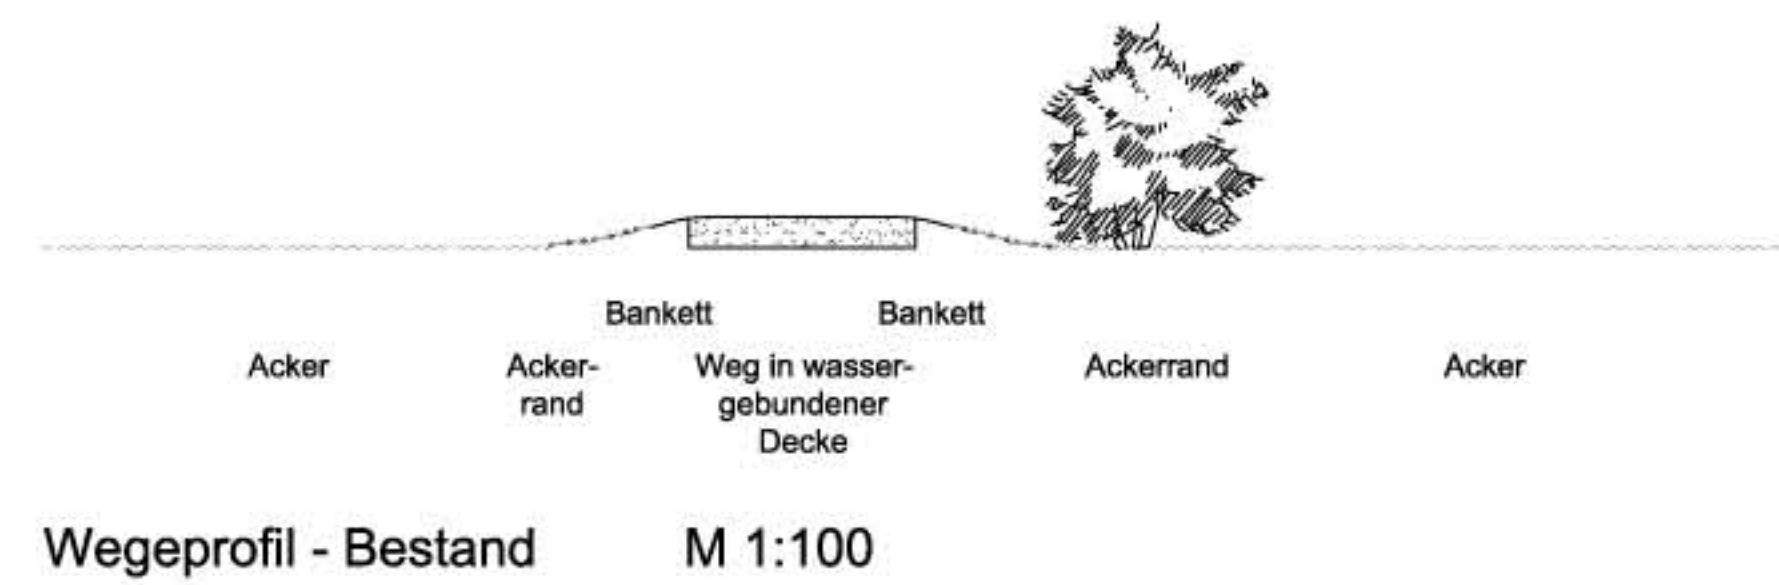 Bankett Bankett
Acker Acker- Weg in wasser- Ackerrand Acker
rand gebundener
Decke
Wegeprofil - Bestand M 1:100